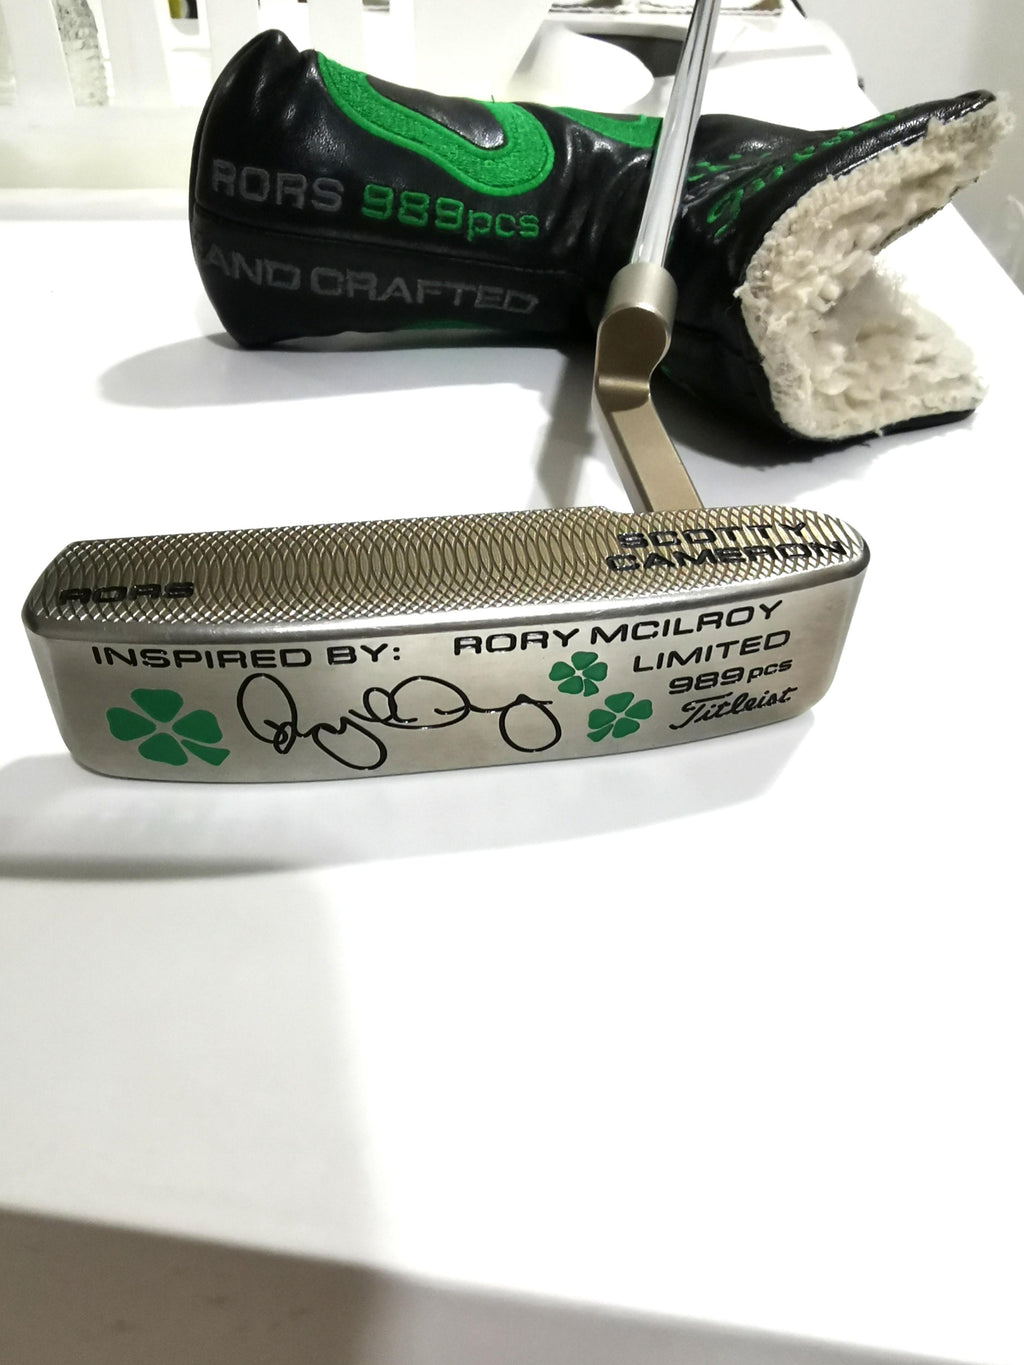 RORS 989pcs
AND CRAFTED
SCOTTY
CAMERON
RORS
INSPIRED BY: RORY MCILROY
LIMITED
989pcs
Titleist